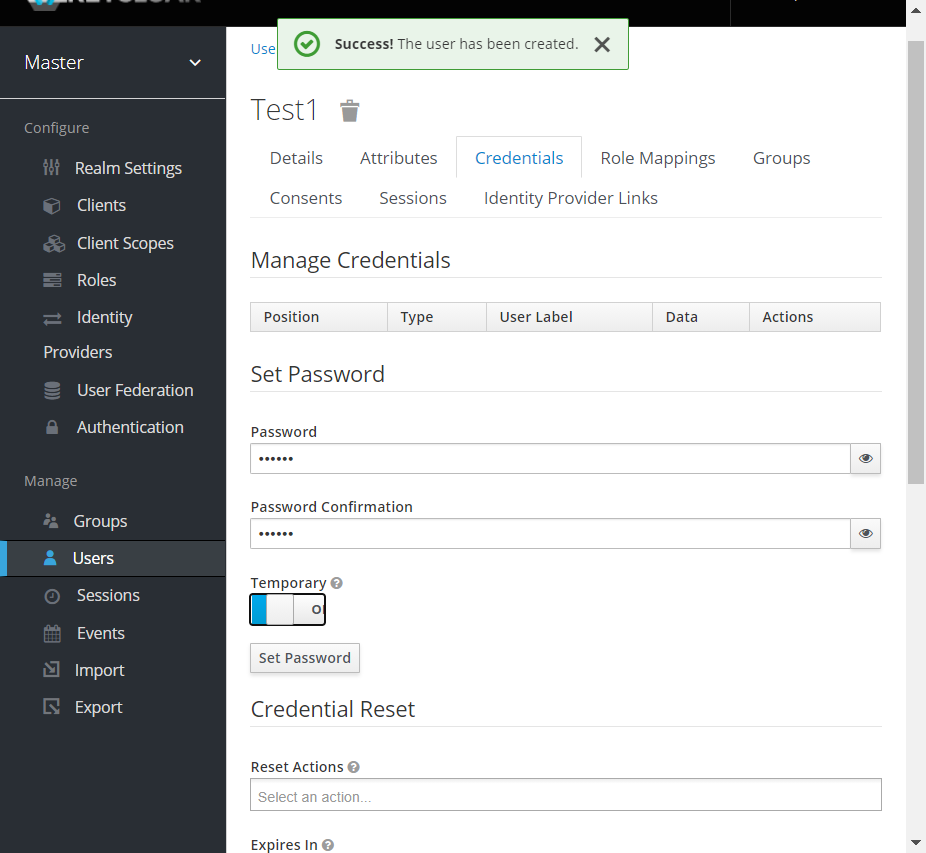 Master
Configure
Realm Settings
Clients
Client Scopes
Roles
Identity
Providers
User Federation
Authentication
Manage
Groups
Users
Sessions
Events
Import
Export
Use
Success! The user has been created.
Test1
Details Attributes Credentials Role Mappings Groups
Consents Sessions Identity Provider Links
Manage Credentials
Position Type User Label Data Actions
Set Password
Password
••••••
Password Confirmation
••••••
Temporary
Set Password
Credential Reset
Reset Actions
Select an action...
Expires In